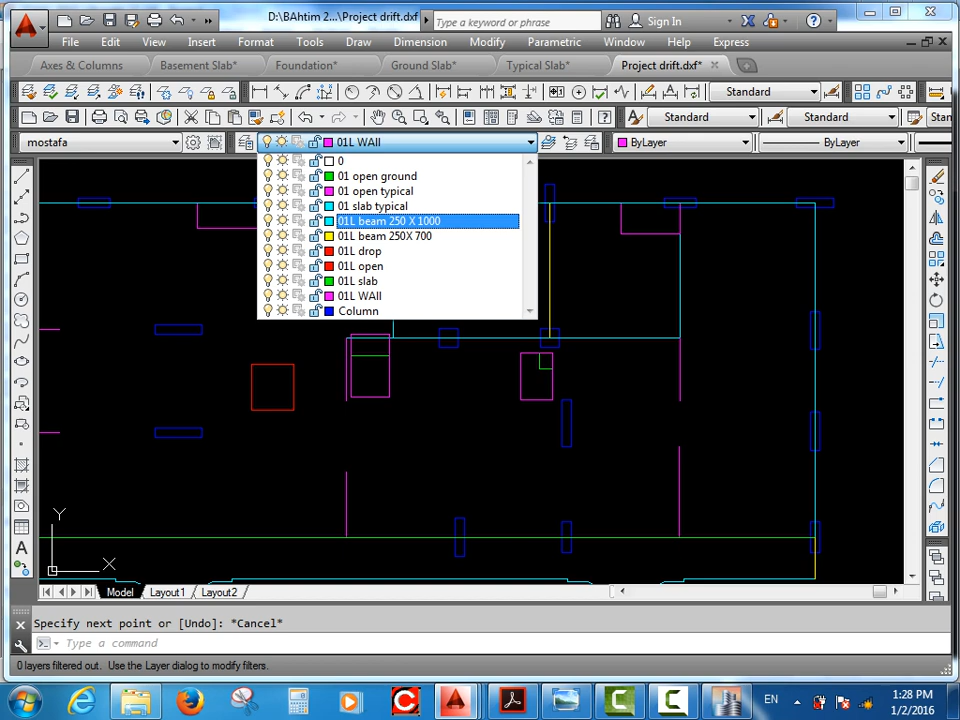 D:\BAhtim 2...\Project drift.dxf
Type a keyword or phrase
Sign In
File Edit View Insert Format Tools Draw Dimension Modify Parametric Window Help Express
Axes & Columns Basement Slab* Foundation* Ground Slab* Typical Slab* Project drift.dxf*
Standard
Standard Standard Stan
mostafa 01L WALL ByLayer ByLayer
0
01 open ground
01 open typical
01 slab typical
01L beam 250 X 1000
01L beam 250X 700
01L drop
01L open
01L slab
01L WALL
Column
Y
X
Model Layout1 Layout2
Specify next point or [Undo]: *Cancel*
Type a command
0 layers filtered out. Use the Layer dialog to modify filters.
EN
1:28 PM
1/2/2016